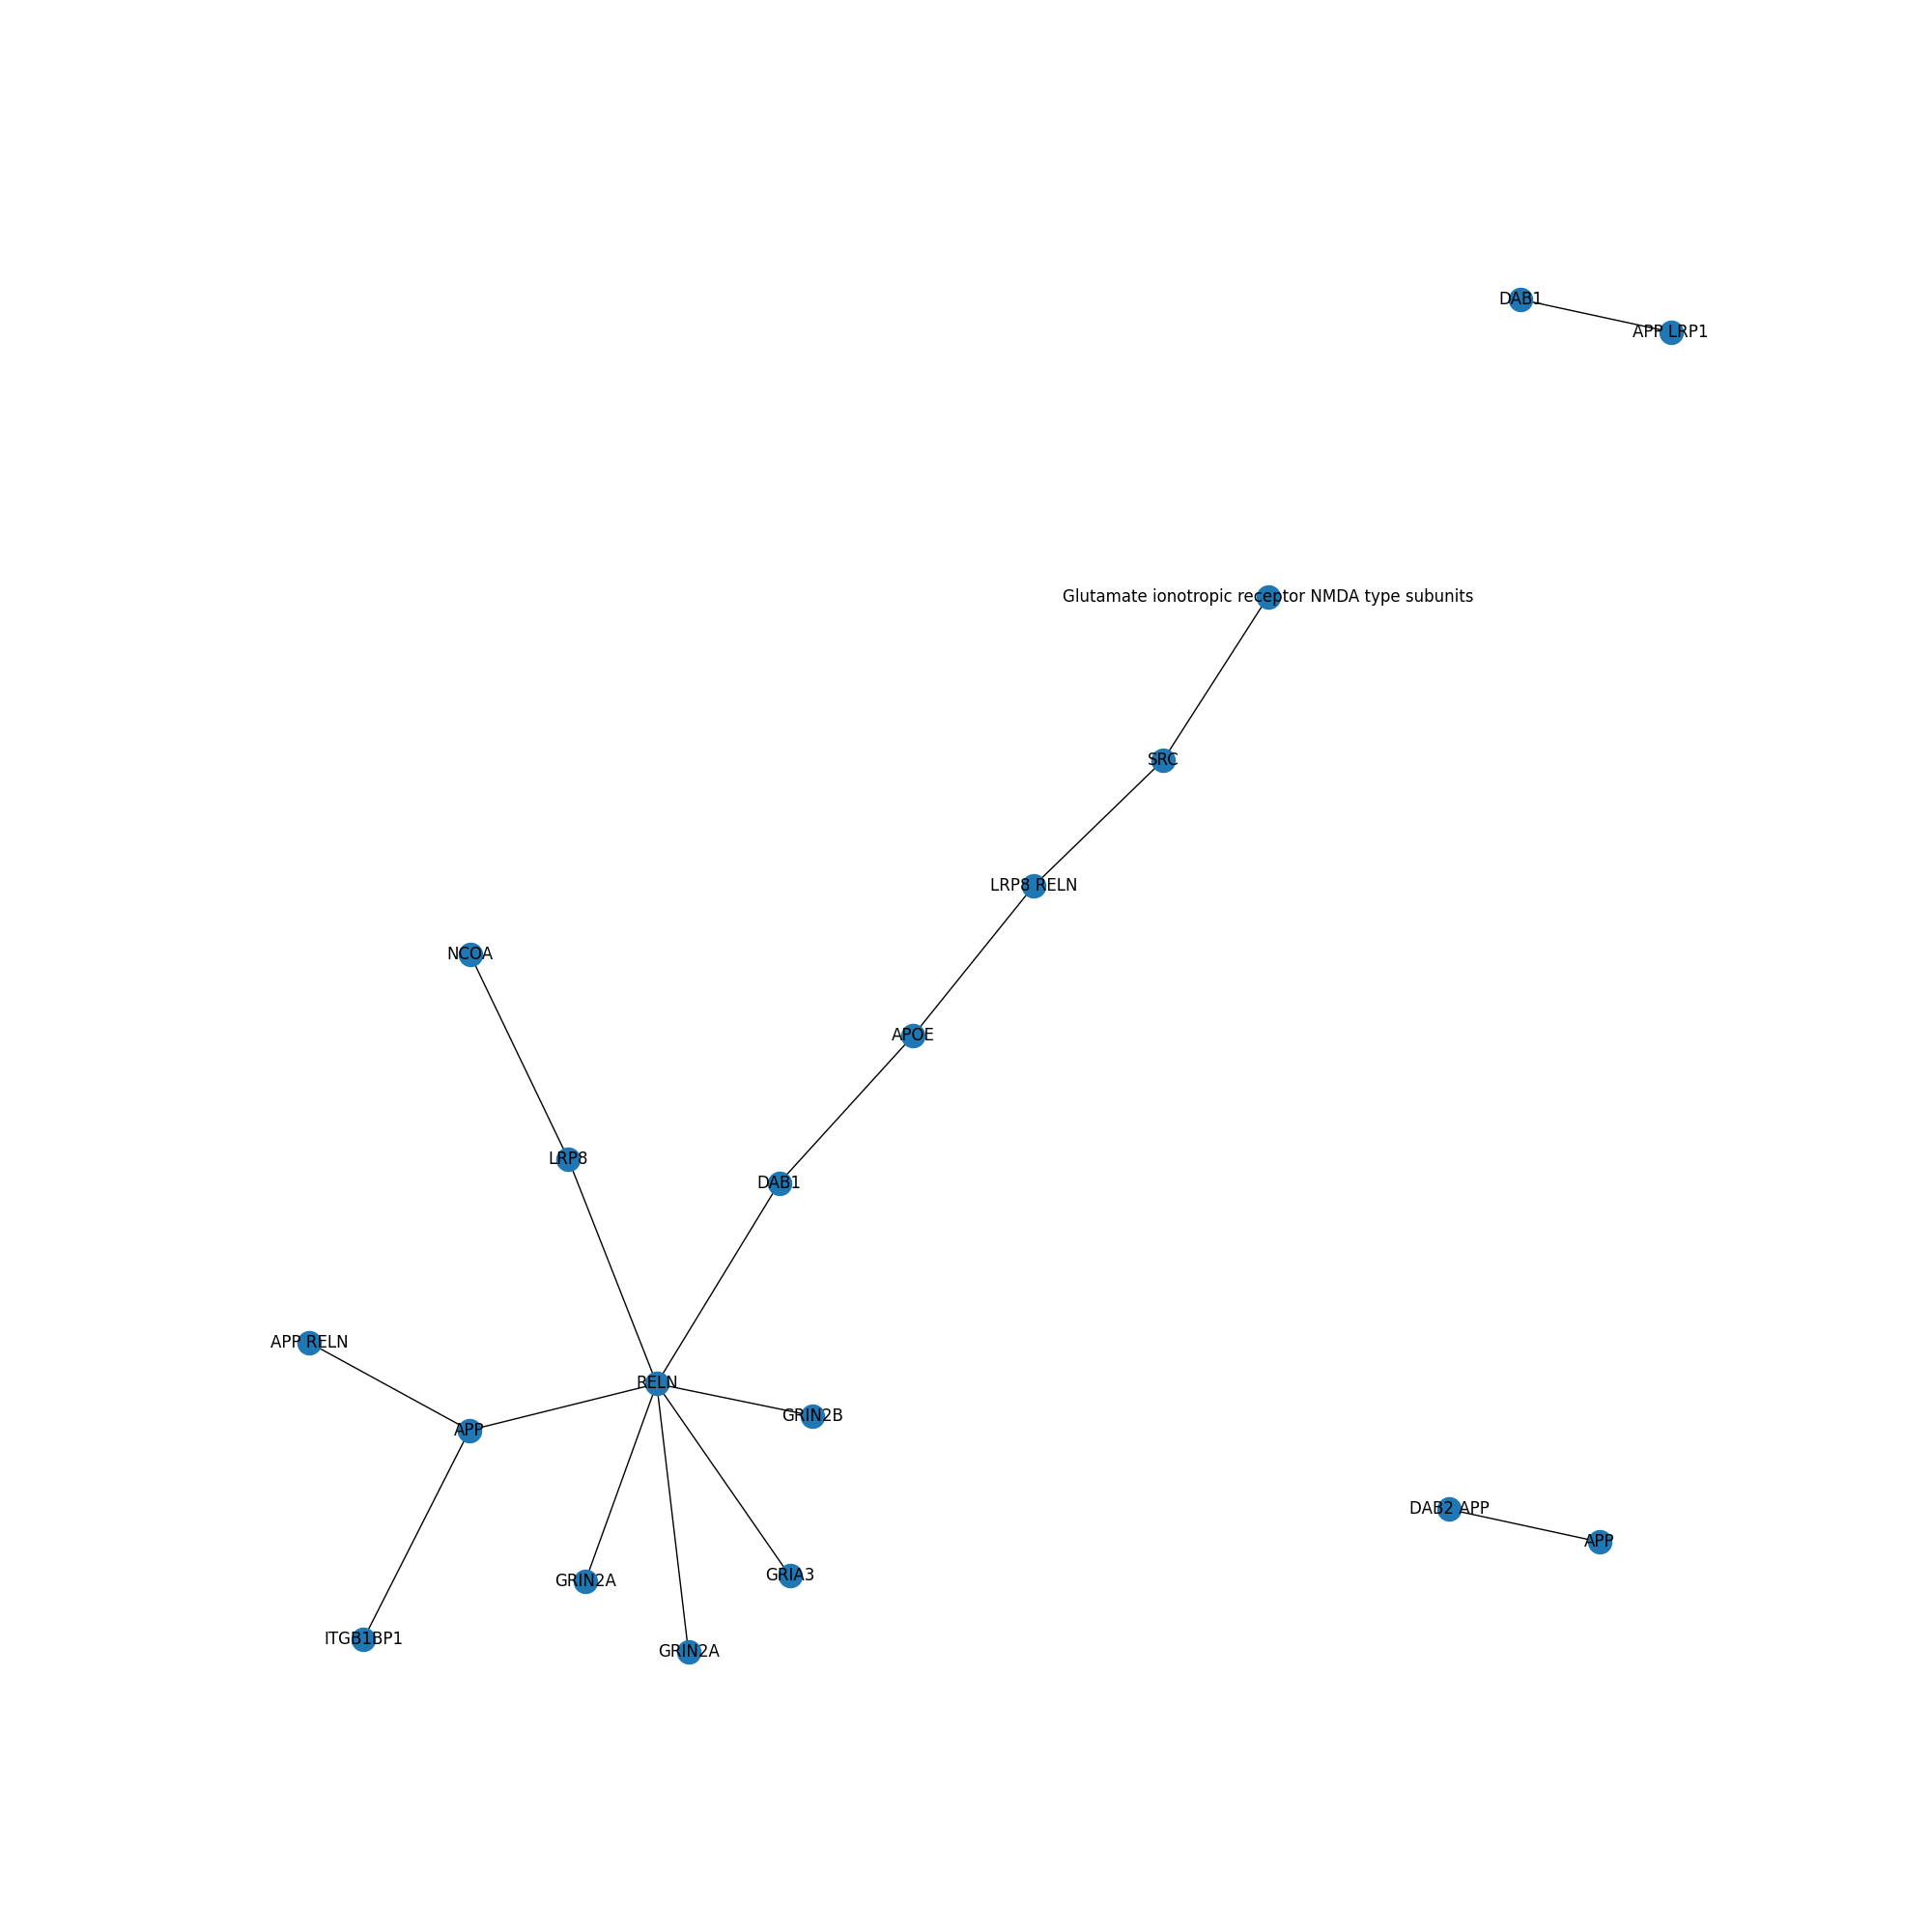 DAB1
APP LRP1
Glutamate ionotropic receptor NMDA type subunits
SRC
LRP8 RELN
NCOA
APOE
LRP8
DAB1
APP RELN
RELN
GRIN2B
APP
DAB2 APP
APP
GRIA3
GRIN2A
ITGB1BP1
GRIN2A